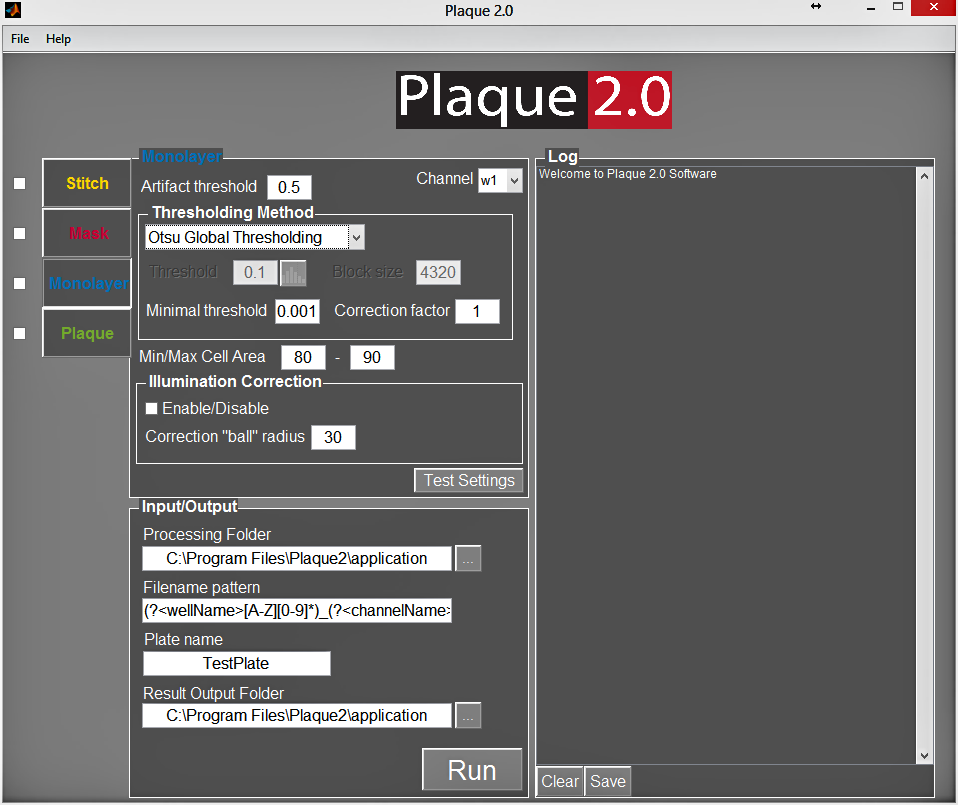 Plaque 2.0
File Help
Plaque 2.0
Stitch
Mask
Monolayer
Plaque
Monolayer
Artifact threshold 0.5 Channel w1
Thresholding Method
Otsu Global Thresholding
Threshold 0.1 Block size 4320
Minimal threshold 0.001 Correction factor 1
Min/Max Cell Area 80 - 90
Illumination Correction
Enable/Disable
Correction "ball" radius 30
Test Settings
Input/Output
Processing Folder
C:\Program Files\Plaque2\application ...
Filename pattern
(?<wellName>[A-Z][0-9]*)_(?<channelName>
Plate name
TestPlate
Result Output Folder
C:\Program Files\Plaque2\application ...
Run
Log
Welcome to Plaque 2.0 Software
Clear Save